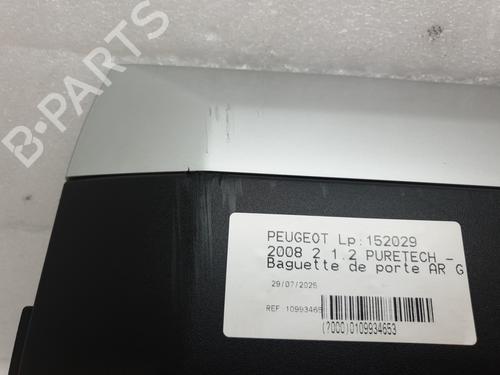 B-PARTS
PEUGEOT Lp:152029
2008 2 1.2 PURETECH -
Baguette de porte AR G
29/07/2025
REF: 10993465
(7000)0109934653